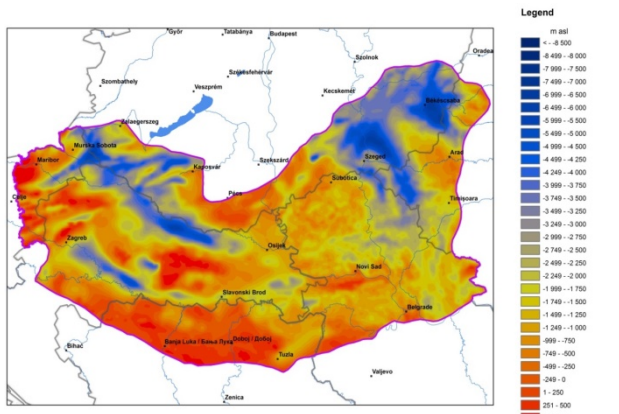 Legend
m asl
< - -8 500
-8 499 - -8 000
-7 999 - -7 500
-7 499 - -7 000
-6 999 - -6 500
-6 499 - -6 000
-5 999 - -5 500
-5 499 - -5 000
-4 999 - -4 500
-4 499 - -4 250
-4 249 - -4 000
-3 999 - -3 750
-3 749 - -3 500
-3 499 - -3 250
-3 249 - -3 000
-2 999 - -2 750
-2 749 - -2 500
-2 499 - -2 250
-2 249 - -2 000
-1 999 - -1 750
-1 749 - -1 500
-1 499 - -1 250
-1 249 - -1 000
-999 - -750
-749 - -500
-499 - -250
-249 - 0
1 - 250
251 - 500
Győr
Tatabánya
Budapest
Oradea
Szolnok
Szombathely
Székesfehérvár
Veszprém
Kecskemét
Békéscsaba
Zalaegerszeg
Murska Sobota
Maribor
Kaposvár
Szekszárd
Szeged
Arad
Subotica
Celje
Pécs
Timisoara
Zagreb
Osijek
Novi Sad
Slavonski Brod
Belgrade
Bihać
Banja Luka / Бања Лука
Doboj / Добој
Tuzla
Valjevo
Zenica